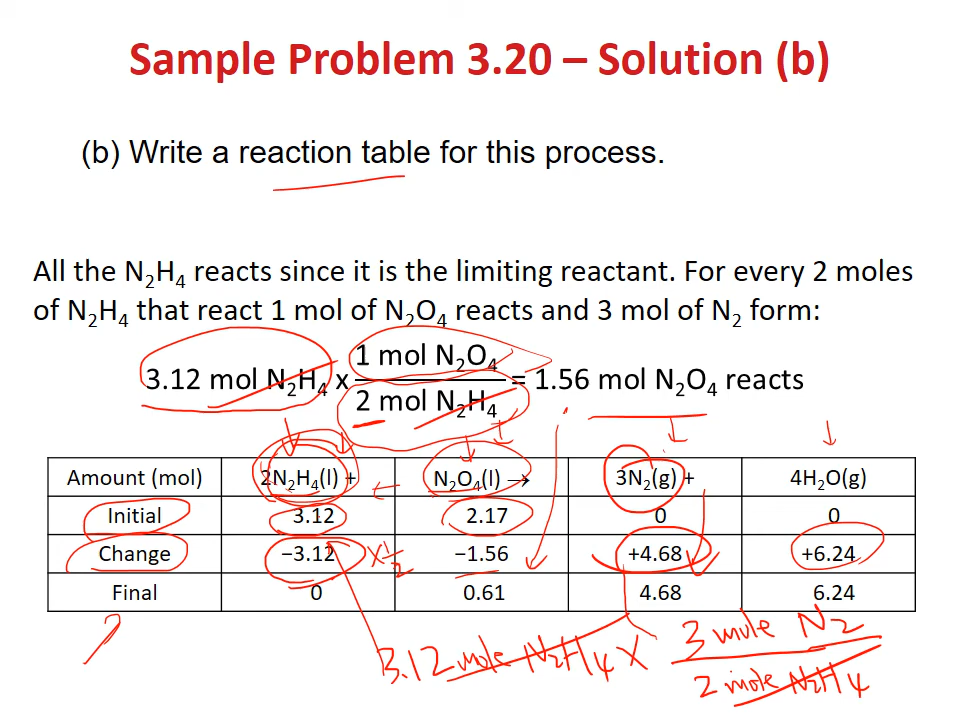 Sample Problem 3.20 – Solution (b)
(b) Write a reaction table for this process.
All the N₂H₄ reacts since it is the limiting reactant. For every 2 moles
of N₂H₄ that react 1 mol of N₂O₄ reacts and 3 mol of N₂ form:
3.12 mol N₂H₄ x 1 mol N₂O₄ / 2 mol N₂H₄ = 1.56 mol N₂O₄ reacts
Amount (mol) 2N₂H₄(l) + N₂O₄(l) → 3N₂(g) + 4H₂O(g)
Initial 3.12 2.17 0 0
Change −3.12 x 1/2 −1.56 +4.68 +6.24
Final 0 0.61 4.68 6.24
3.12 mole N₂H₄ x 3 mole N₂ / 2 mole N₂H₄